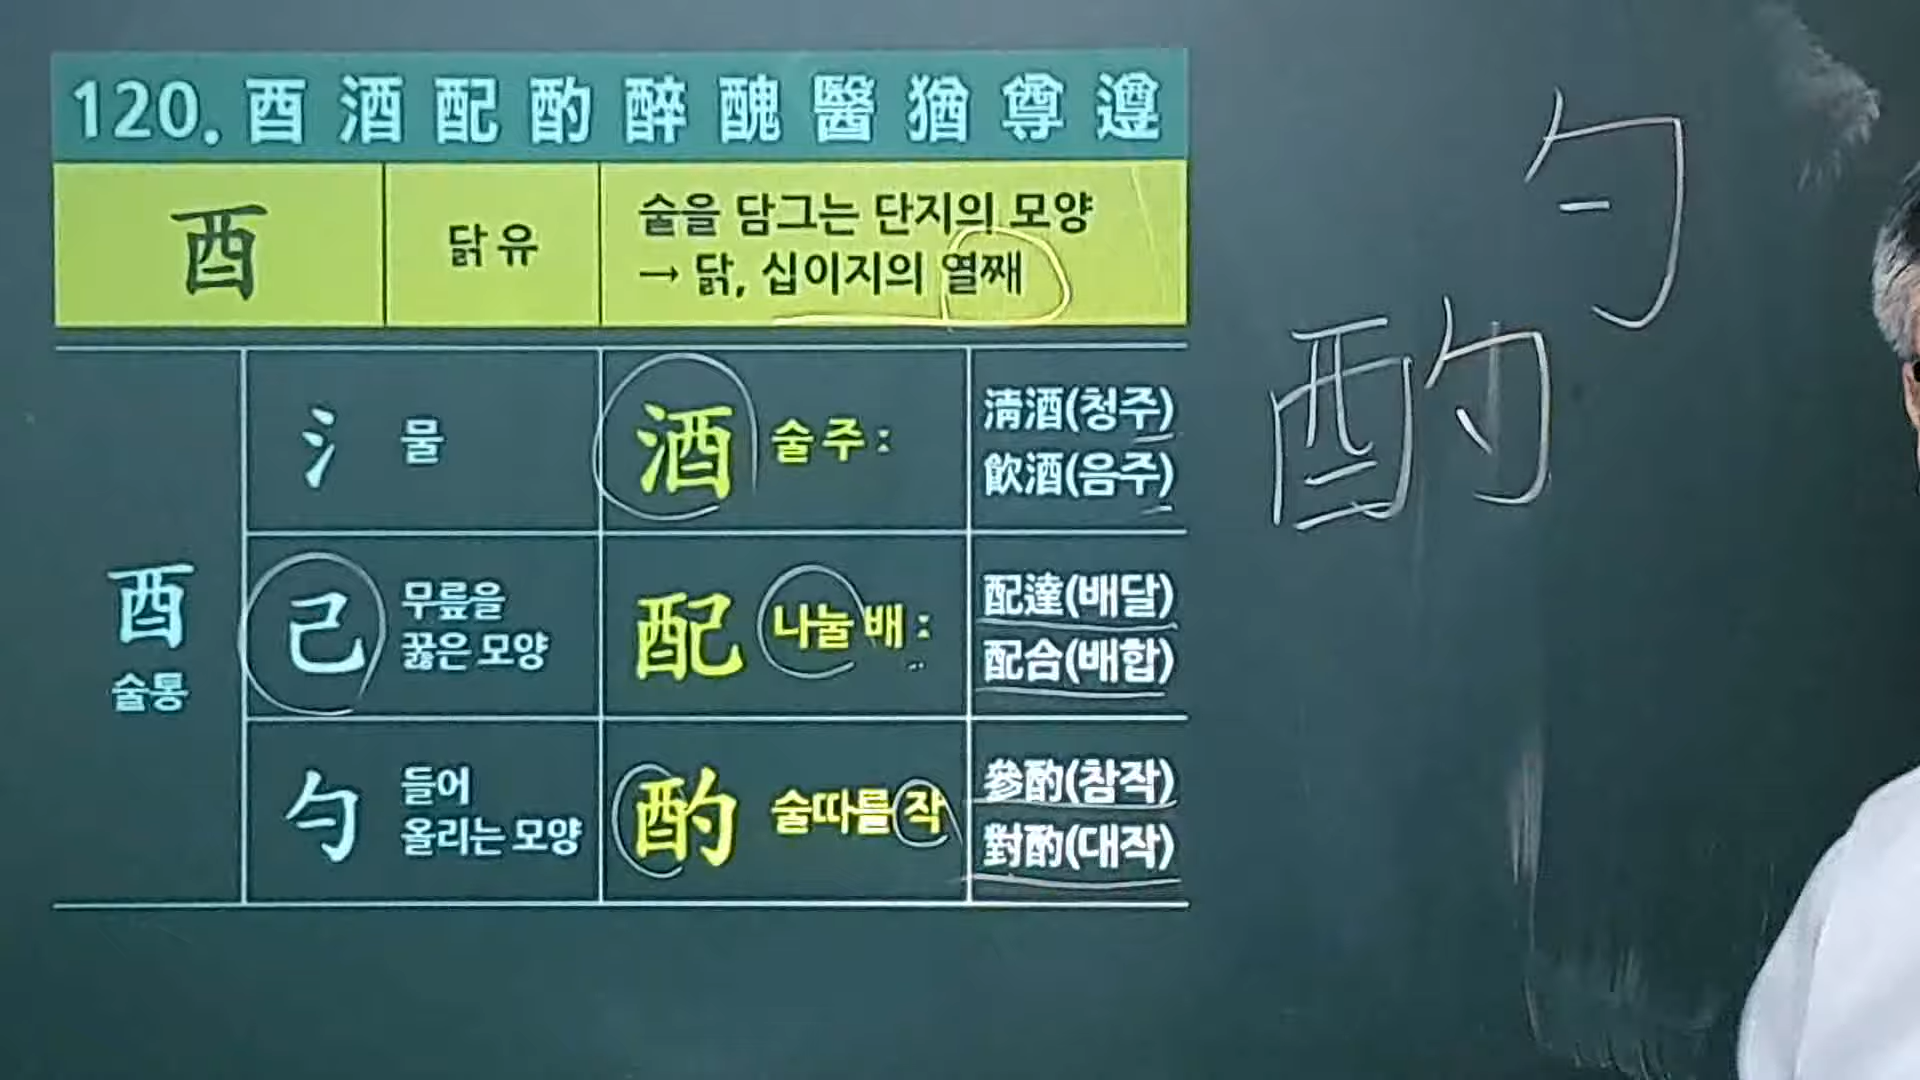 120. 酉 酒 配 酌 醉 醜 醫 猶 尊 遵
酉
닭 유
술을 담그는 단지의 모양
→ 닭, 십이지의 열째
酉
술통
氵 물
酒 술 주 :
淸酒(청주)
飮酒(음주)
己 무릎을
꿇은 모양
配 나눌 배 :
配達(배달)
配合(배합)
勺 들어
올리는 모양
酌 술따를 작
參酌(참작)
對酌(대작)
勺
酌